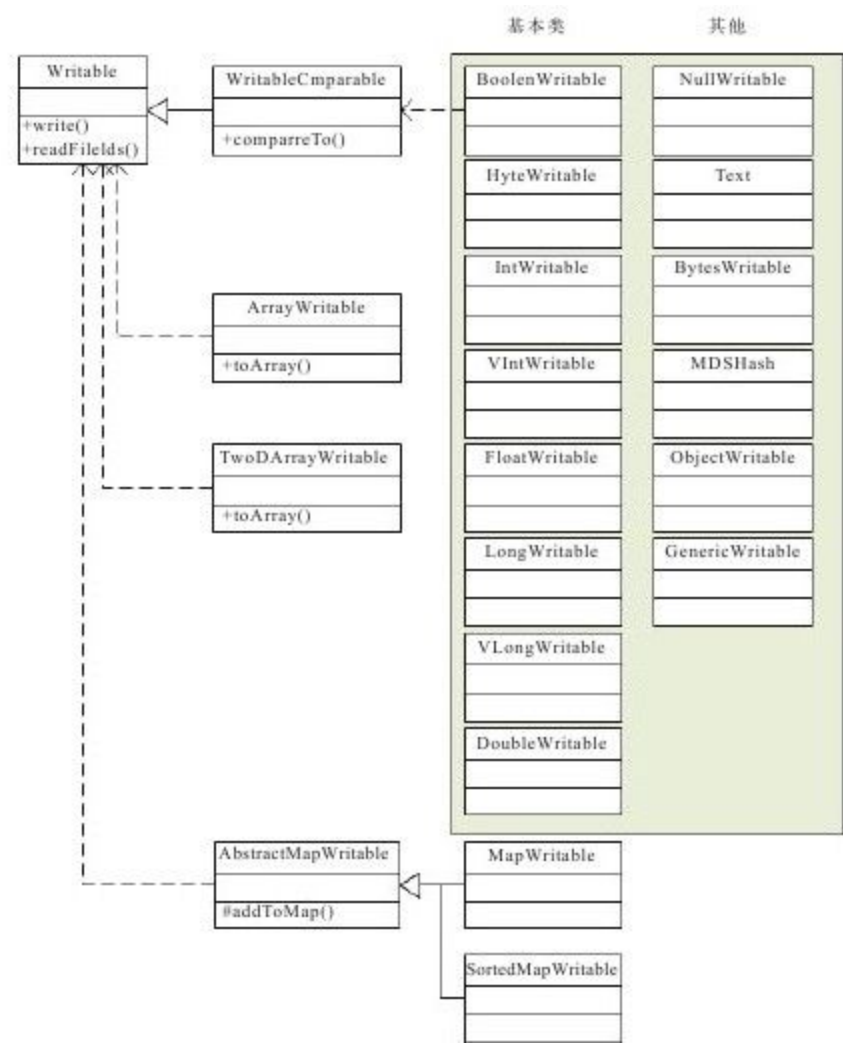 基本类
其他
Writable
+write()
+readFileIds()
WritableCmparable
+comparreTo()
BoolenWritable
NullWritable
HyteWritable
Text
IntWritable
BytesWritable
ArrayWritable
+toArray()
VIntWritable
MDSHash
TwoDArrayWritable
+toArray()
FloatWritable
ObjectWritable
LongWritable
GenericWritable
VLongWritable
DoubleWritable
AbstractMapWritable
#addToMap()
MapWritable
SortedMapWritable